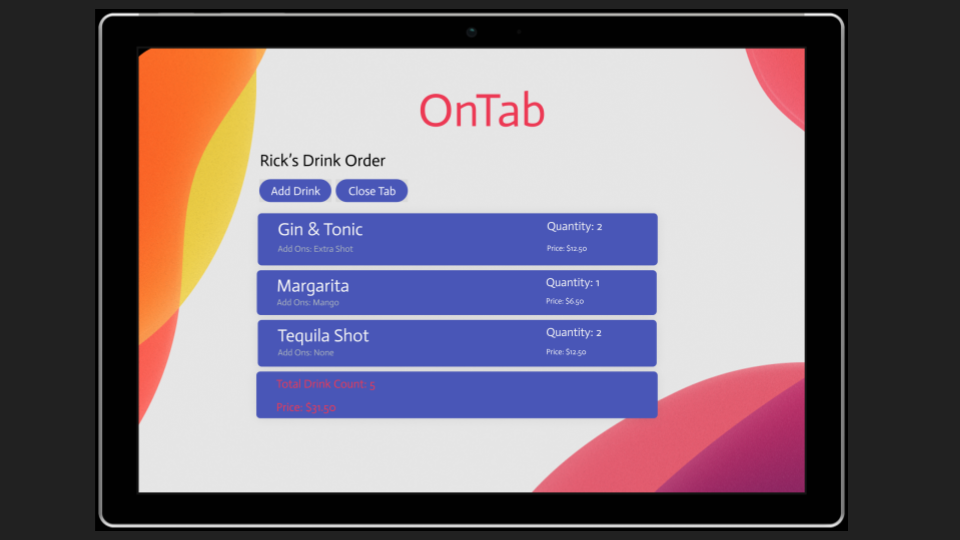 OnTab
Rick's Drink Order
Add Drink Close Tab
Gin & Tonic Quantity: 2
Add Ons: Extra Shot Price: $12.50
Margarita Quantity: 1
Add Ons: Mango Price: $6.50
Tequila Shot Quantity: 2
Add Ons: None Price: $12.50
Total Drink Count: 5
Price: $31.50